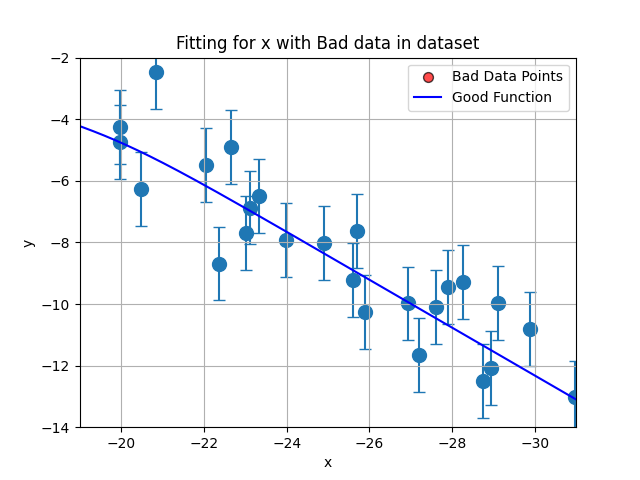 Fitting for x with Bad data in dataset
Bad Data Points
Good Function
−2
−4
−6
−8
−10
−12
−14
y
−20
−22
−24
−26
−28
−30
x